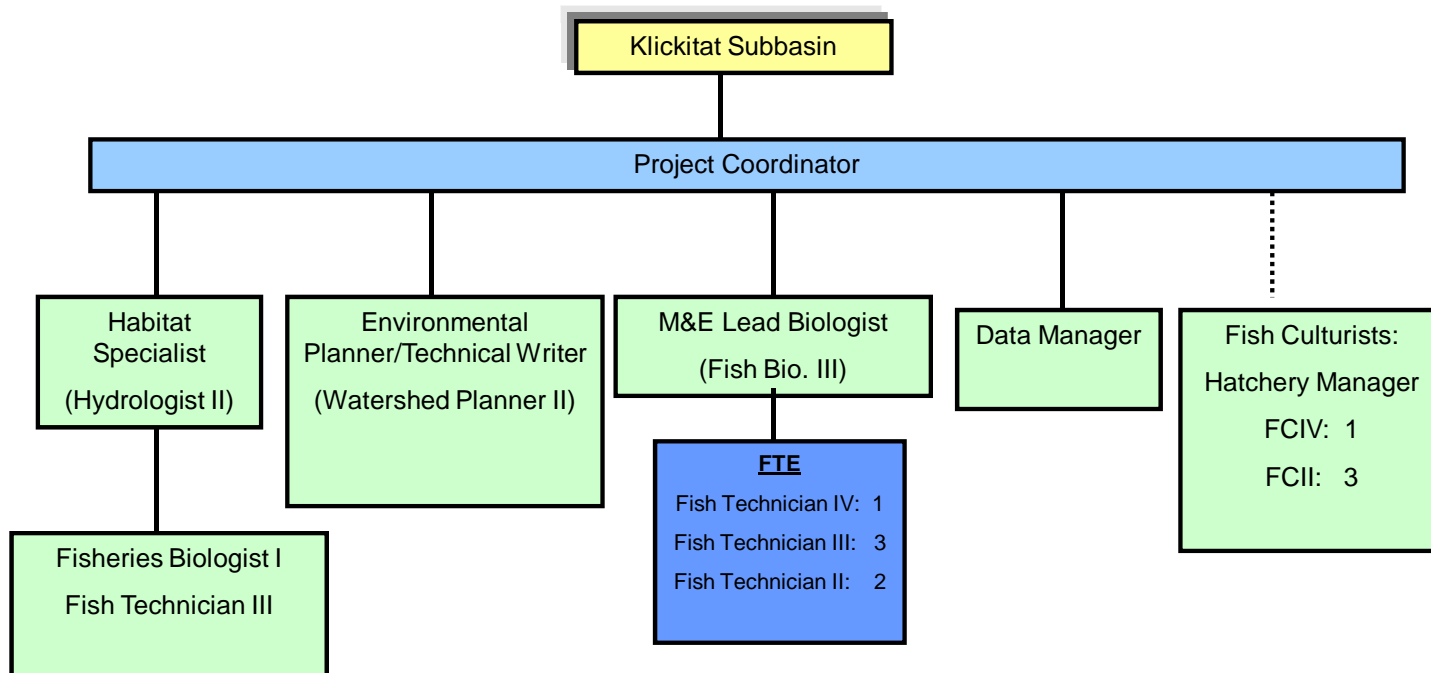 Klickitat Subbasin
Project Coordinator
Habitat
Specialist
(Hydrologist II)
Environmental
Planner/Technical Writer
(Watershed Planner II)
M&E Lead Biologist
(Fish Bio. III)
Data Manager
Fish Culturists:
Hatchery Manager
FCIV: 1
FCII: 3
FTE
Fish Technician IV: 1
Fish Technician III: 3
Fish Technician II: 2
Fisheries Biologist I
Fish Technician III